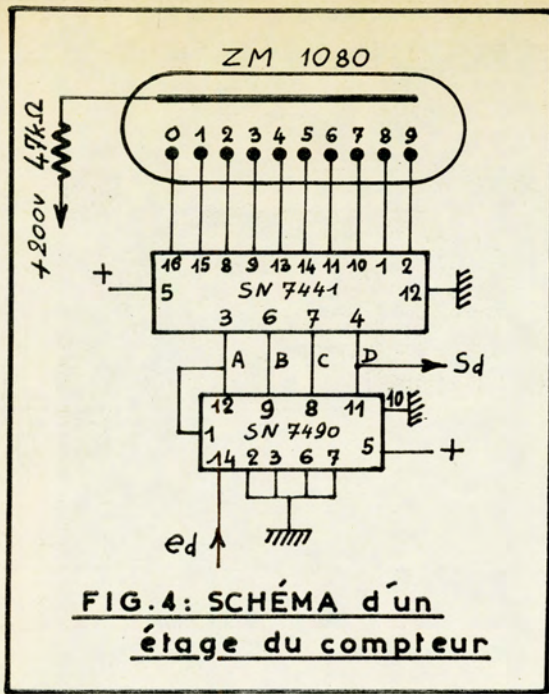 ZM 1080
0 1 2 3 4 5 6 7 8 9
47kΩ
+200v
16 15 8 9 13 14 11 10 1 2
+ 5 SN 7441 12
3 6 7 4
A B C D Sd
12 9 8 11 10
1 SN 7490 5 +
14 2 3 6 7
ed
FIG.4: SCHÉMA d'un
étage du compteur